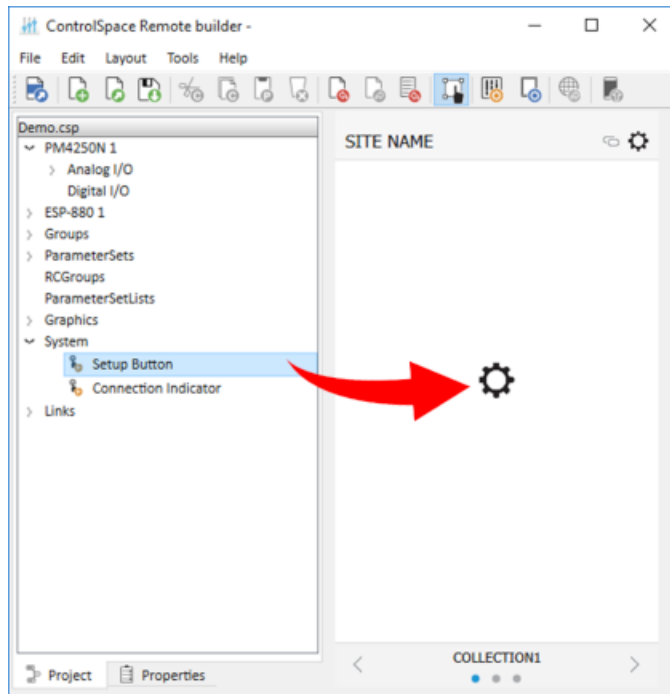 ControlSpace Remote builder -
File Edit Layout Tools Help
Demo.csp
PM4250N 1
Analog I/O
Digital I/O
ESP-880 1
Groups
ParameterSets
RCGroups
ParameterSetLists
Graphics
System
Setup Button
Connection Indicator
Links
Project Properties
SITE NAME
COLLECTION1